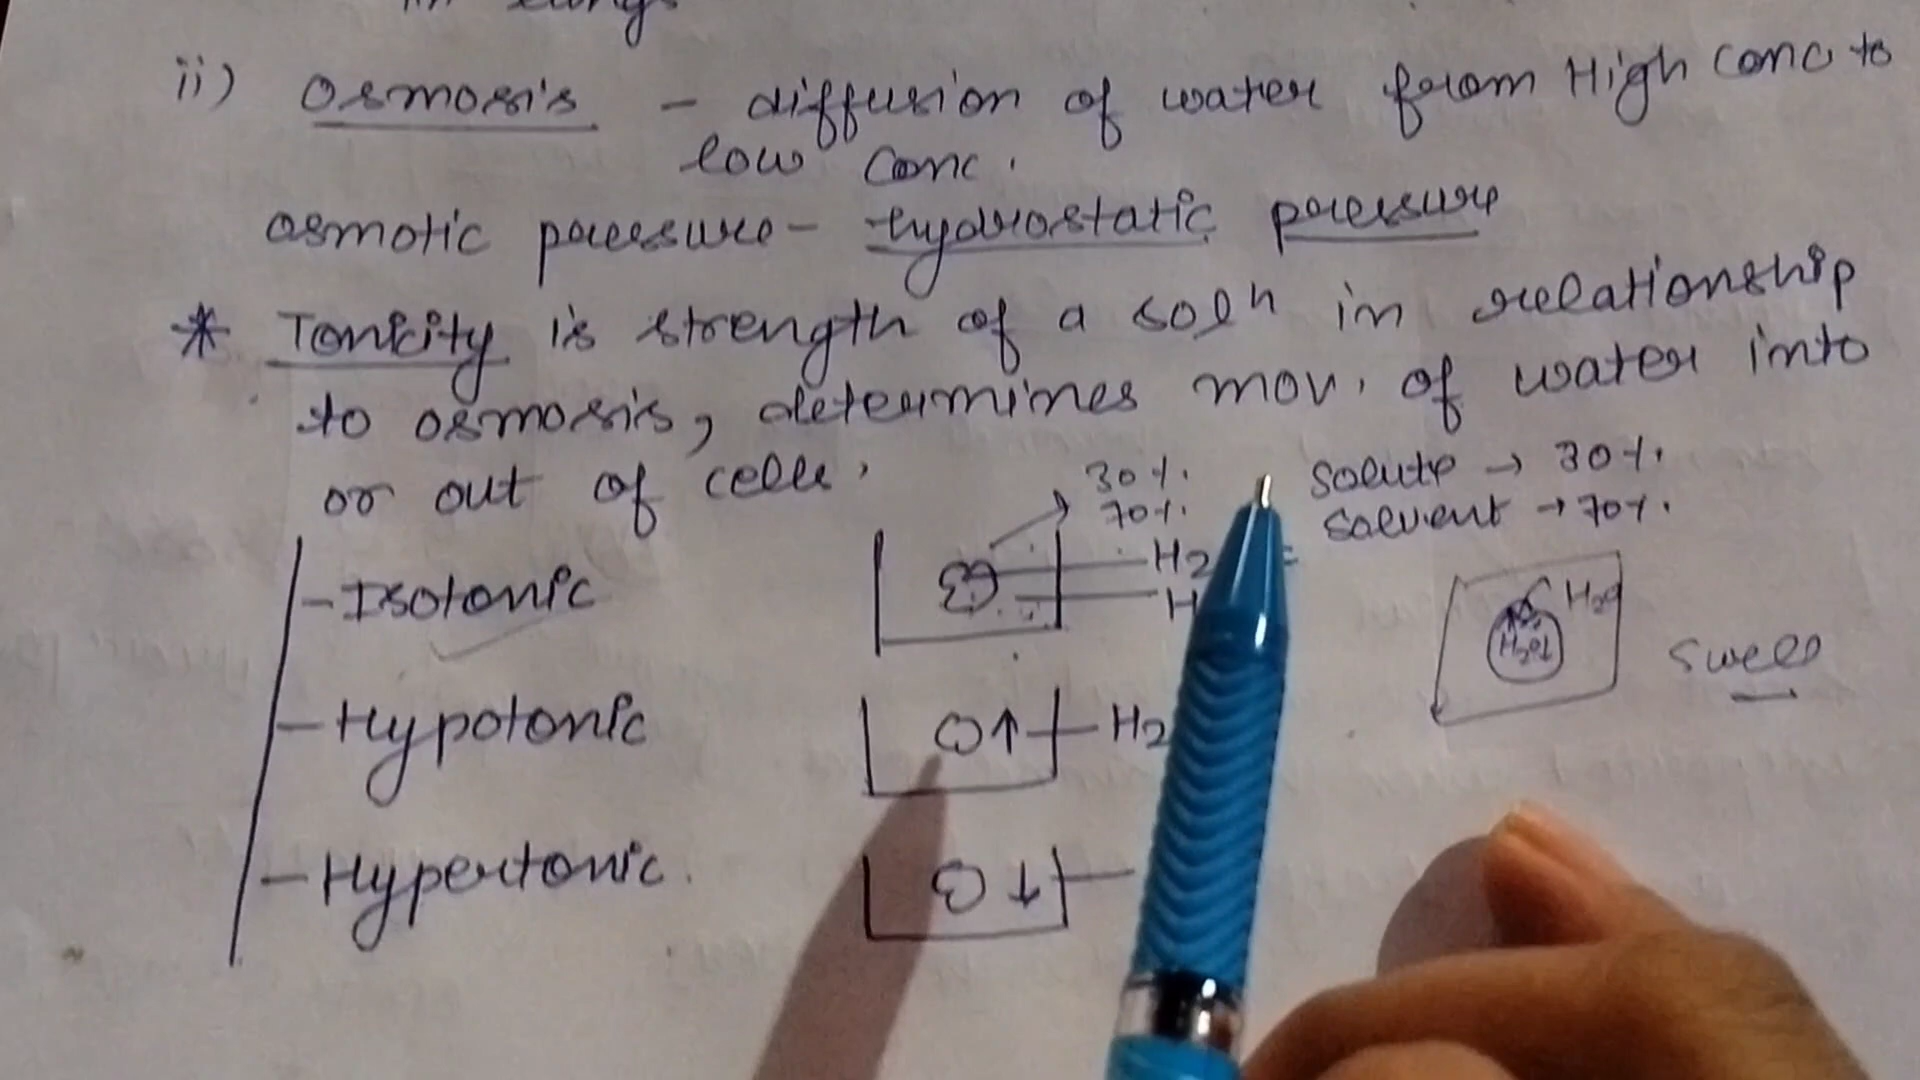 ii) Osmosis - diffusion of water from High conc to
low conc.
osmotic pressure - hydrostatic pressure
* Tonicity is strength of a solⁿ in relationship
to osmosis, determines mov. of water into
or out of cells.
30%.
70%.
Solute → 30%.
Solvent → 70%.
- Isotonic
H2
H
H2O
H2O↓
Swell
- Hypotonic
↑
H2
- Hypertonic.
↓